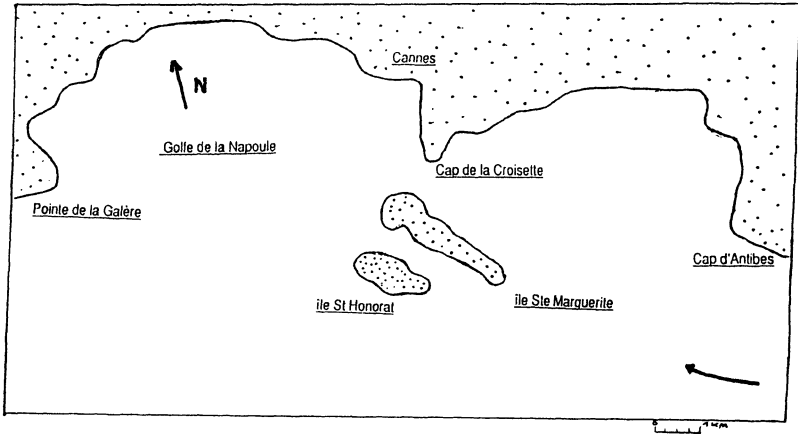 Cannes
N
Golfe de la Napoule
Cap de la Croisette
Pointe de la Galère
Cap d'Antibes
île St Honorat
île Ste Marguerite
0 1 KM